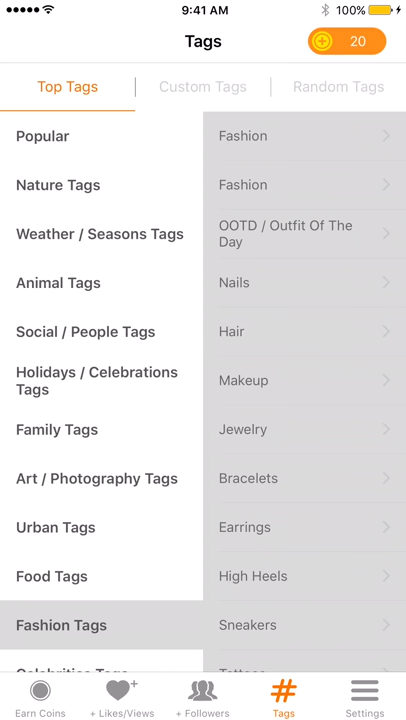 9:41 AM
100%
Tags
20
Top Tags
Custom Tags
Random Tags
Popular
Fashion
Nature Tags
Fashion
Weather / Seasons Tags
OOTD / Outfit Of The
Day
Animal Tags
Nails
Social / People Tags
Hair
Holidays / Celebrations
Tags
Makeup
Family Tags
Jewelry
Art / Photography Tags
Bracelets
Urban Tags
Earrings
Food Tags
High Heels
Fashion Tags
Sneakers
Celebrities Tags
Tattoos
Earn Coins
+ Likes/Views
+ Followers
Tags
Settings